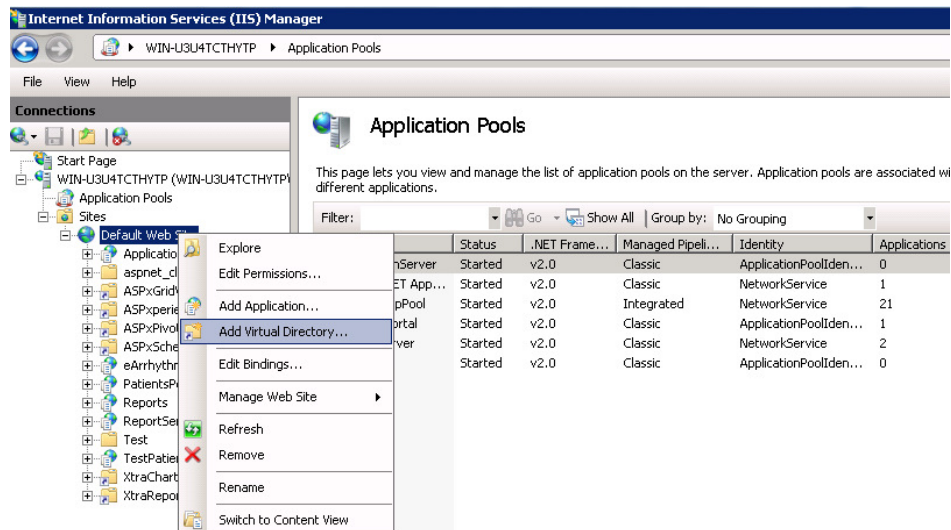 Internet Information Services (IIS) Manager
WIN-U3U4TCTHYTP Application Pools
File View Help
Connections
Start Page
WIN-U3U4TCTHYTP (WIN-U3U4TCTHYTP\
Application Pools
Sites
Default Web
Applicatio
aspnet_cl
ASPxGrid
ASPxperie
ASPxPivo
ASPxSche
eArrhythm
PatientsP
Reports
ReportSe
Test
TestPatie
XtraChart
XtraRepo
Explore
Edit Permissions...
Add Application...
Add Virtual Directory...
Edit Bindings...
Manage Web Site
Refresh
Remove
Rename
Switch to Content View
Application Pools
This page lets you view and manage the list of application pools on the server. Application pools are associated wi
different applications.
Filter: Go Show All Group by: No Grouping
Status .NET Frame... Managed Pipeli... Identity Applications
nServer Started v2.0 Classic ApplicationPoolIden... 0
ET App... Started v2.0 Classic NetworkService 1
pPool Started v2.0 Integrated NetworkService 21
ortal Started v2.0 Classic ApplicationPoolIden... 1
rver Started v2.0 Classic NetworkService 2
Started v2.0 Classic ApplicationPoolIden... 0